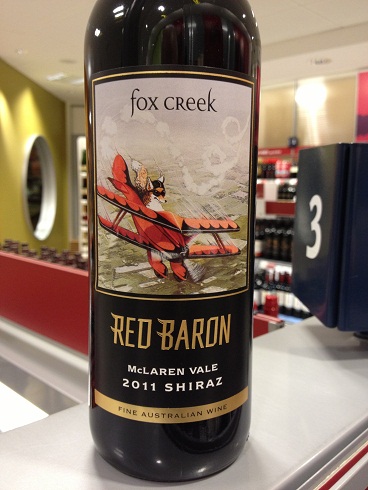 fox creek
RED BARON
McLAREN VALE
2011 SHIRAZ
FINE AUSTRALIAN WINE
3